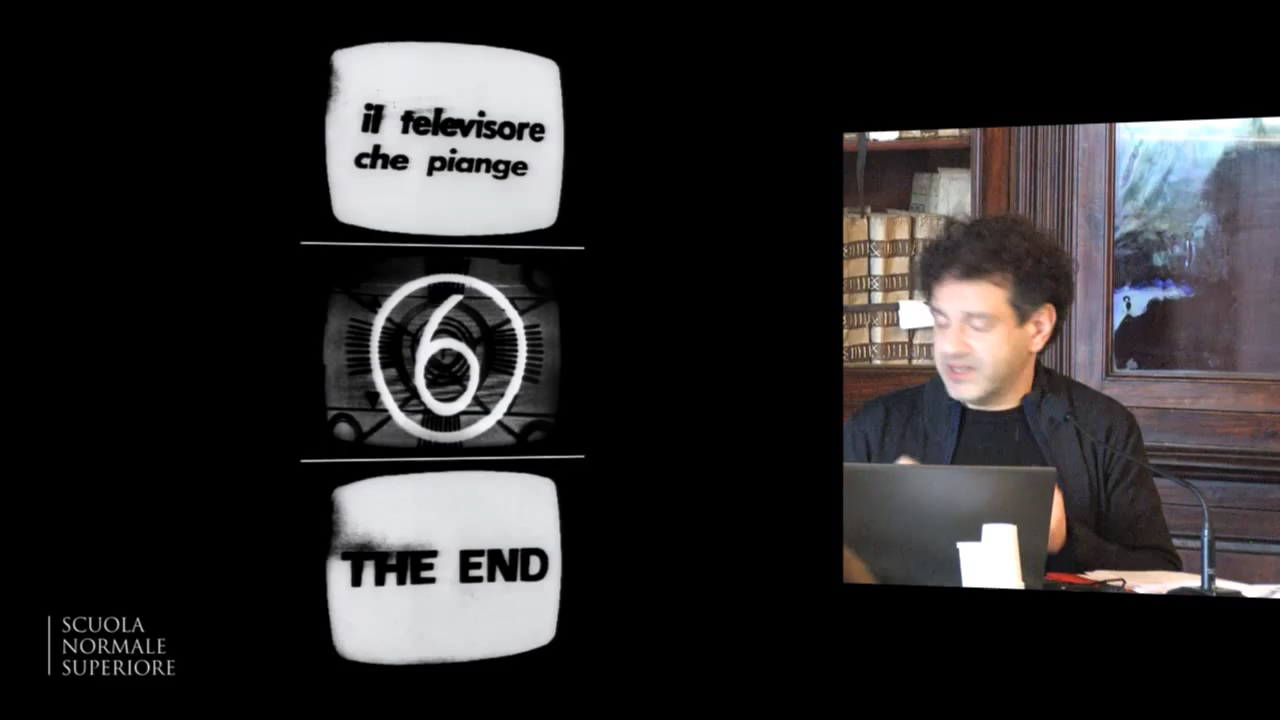 il televisore
che piange
6
THE END
SCUOLA
NORMALE
SUPERIORE